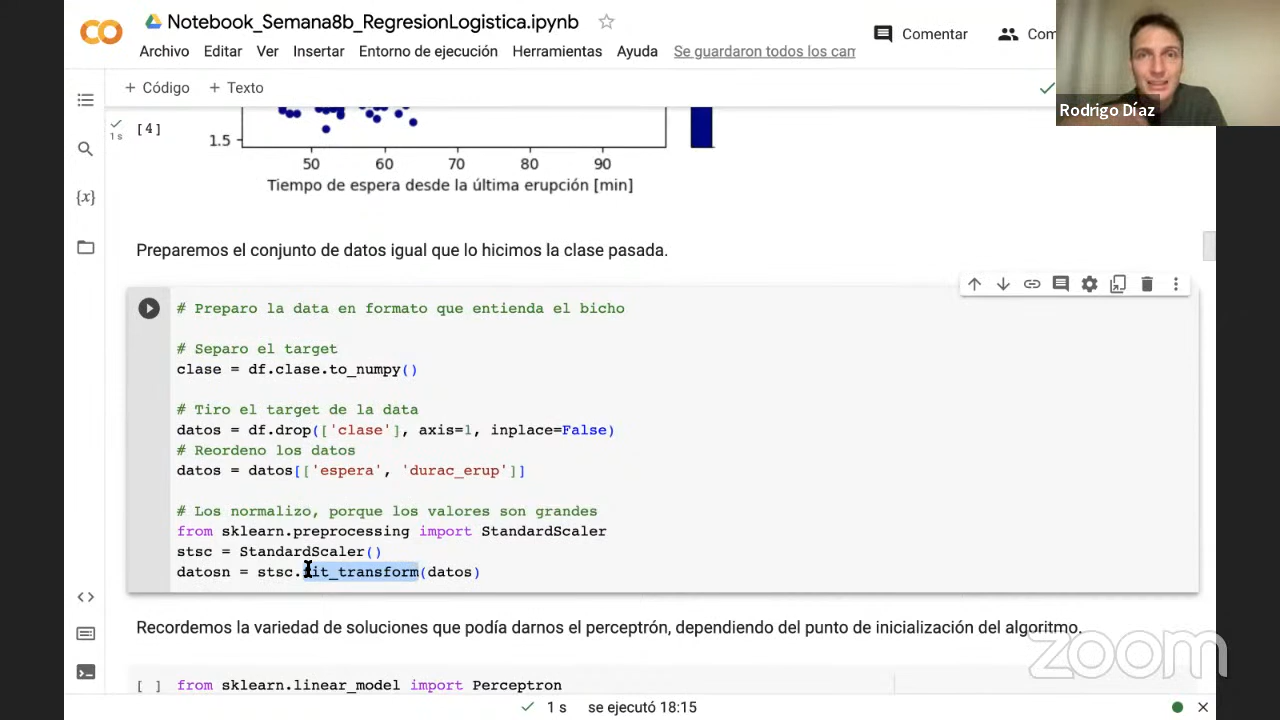 Notebook_Semana8b_RegresionLogistica.ipynb
Archivo Editar Ver Insertar Entorno de ejecución Herramientas Ayuda Se guardaron todos los cam
Comentar
Com
Rodrigo Díaz
+ Código + Texto
[4]
1s
1.5
50 60 70 80 90
Tiempo de espera desde la última erupción [min]
Preparemos el conjunto de datos igual que lo hicimos la clase pasada.
# Preparo la data en formato que entienda el bicho
# Separo el target
clase = df.clase.to_numpy()
# Tiro el target de la data
datos = df.drop(['clase'], axis=1, inplace=False)
# Reordeno los datos
datos = datos[['espera', 'durac_erup']]
# Los normalizo, porque los valores son grandes
from sklearn.preprocessing import StandardScaler
stsc = StandardScaler()
datosn = stsc.fit_transform(datos)
Recordemos la variedad de soluciones que podía darnos el perceptrón, dependiendo del punto de inicialización del algoritmo.
[ ] from sklearn.linear_model import Perceptron
zoom
1 s se ejecutó 18:15